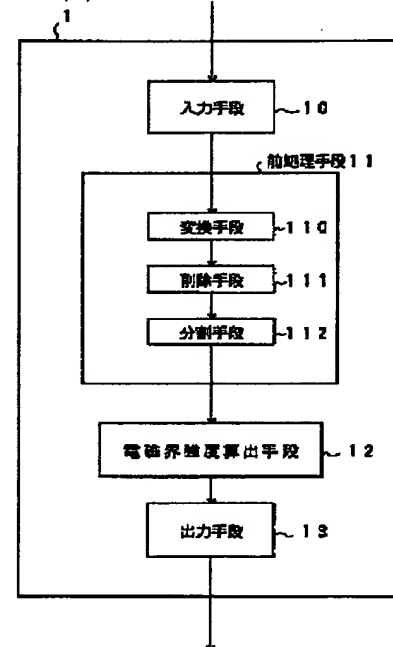 1
入力手段 10
前処理手段11
変換手段 110
削除手段 111
分割手段 112
電磁界強度算出手段 12
出力手段 13